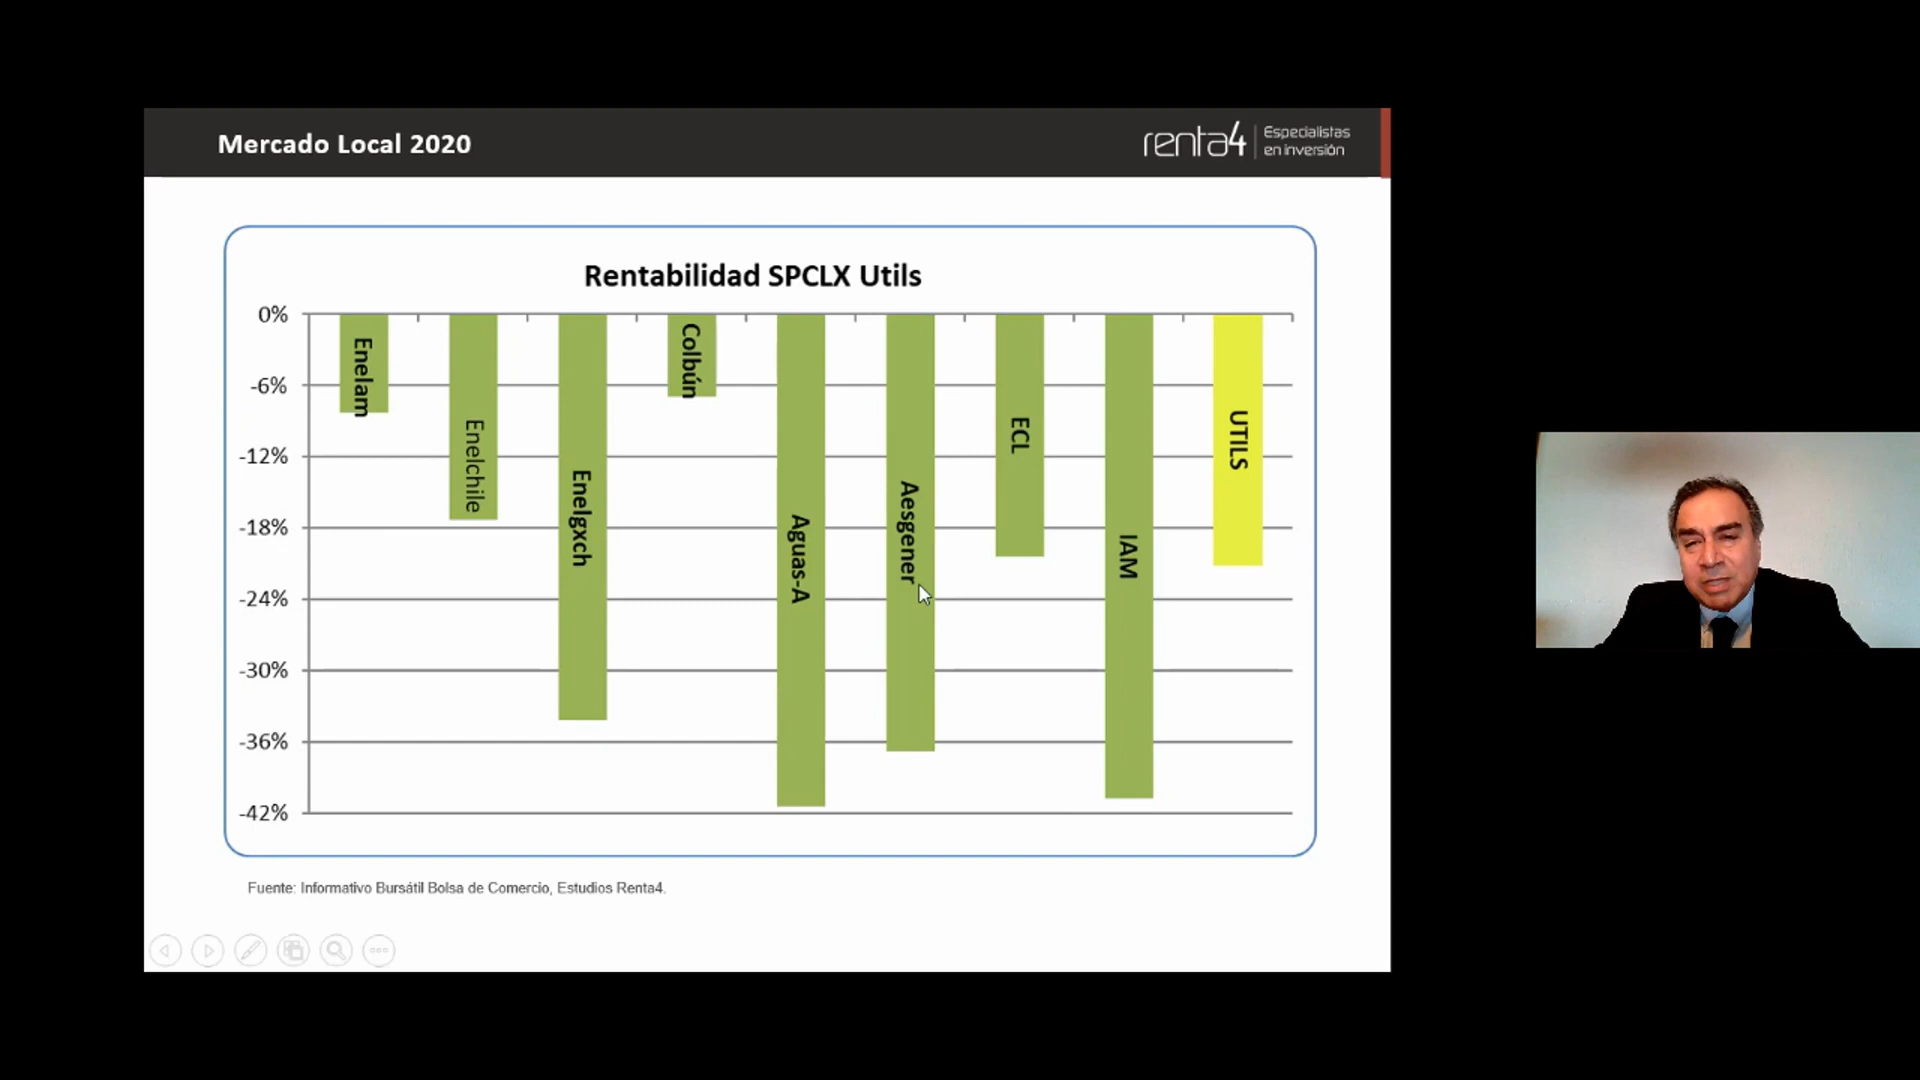 Mercado Local 2020
renta4
Especialistas
en inversión
Rentabilidad SPCLX Utils
0%
-6%
-12%
-18%
-24%
-30%
-36%
-42%
Enelam
Enelchile
Enelgxch
Colbún
Aguas-A
Aesgener
ECL
IAM
UTILS
Fuente: Informativo Bursátil Bolsa de Comercio, Estudios Renta4.